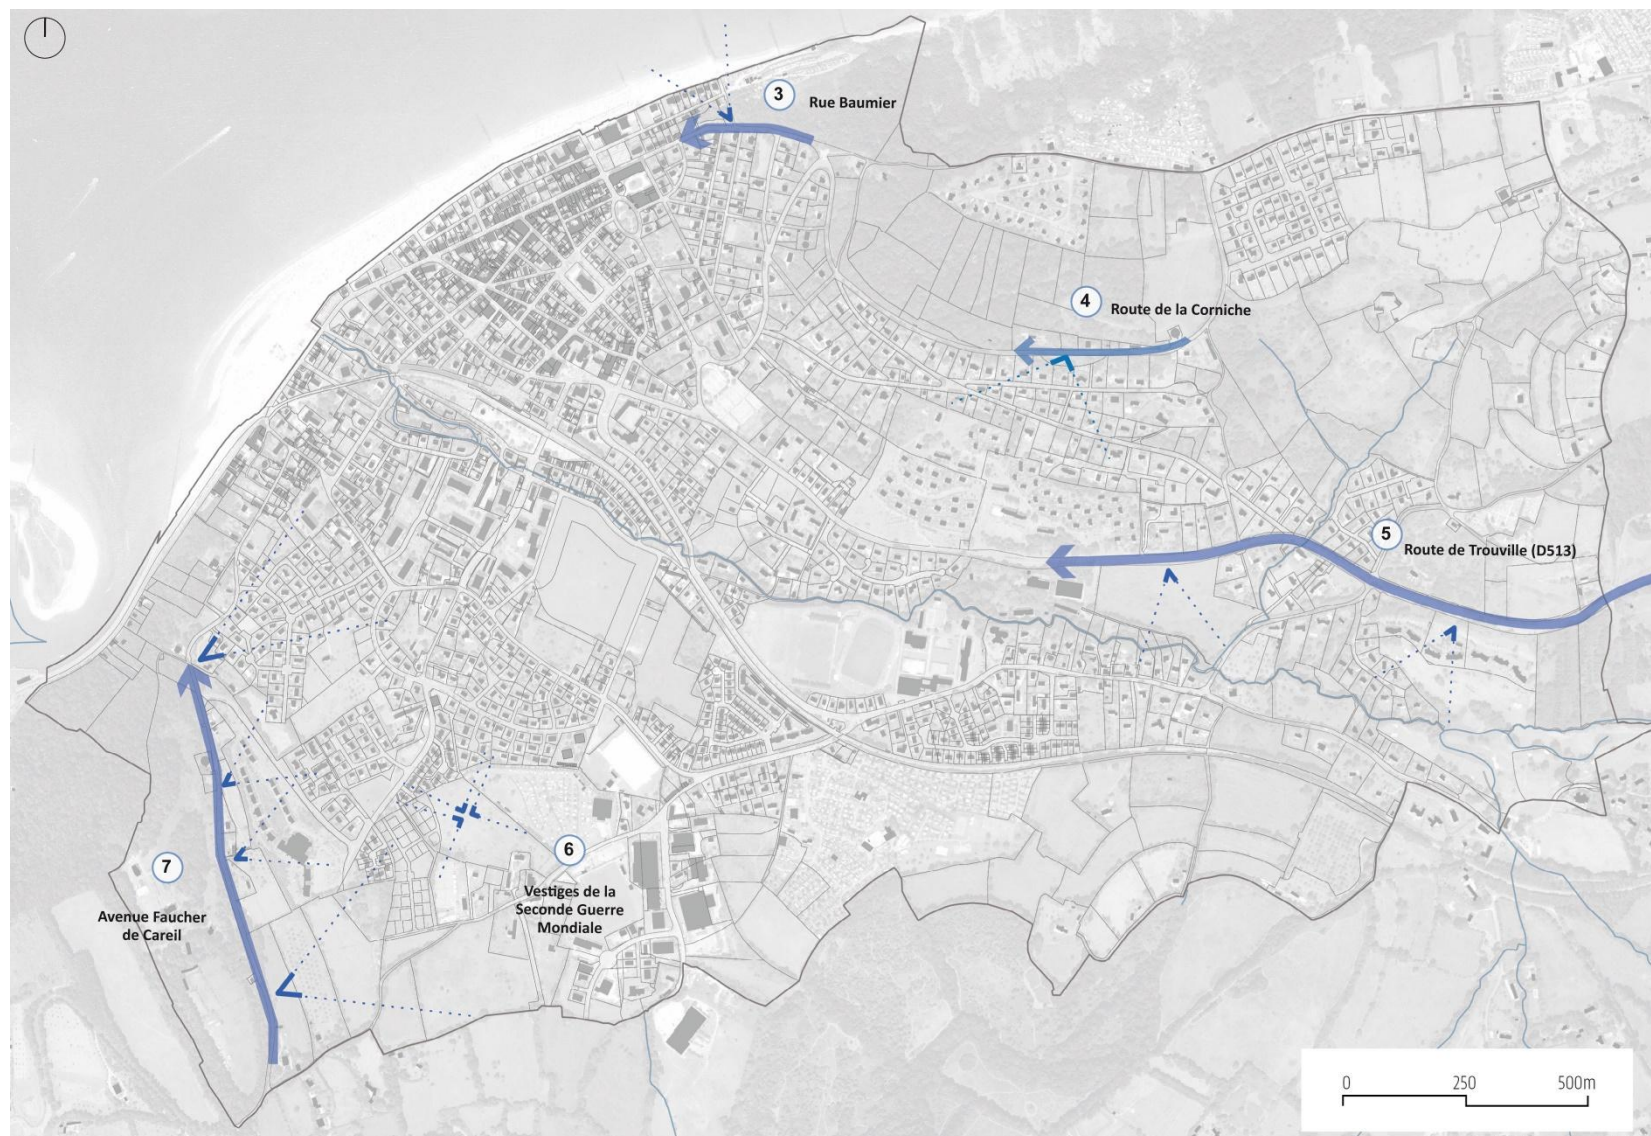 3
Rue Baumier
4
Route de la Corniche
5
Route de Trouville (D513)
6
Vestiges de la
Seconde Guerre
Mondiale
7
Avenue Faucher
de Careil
0 250 500m